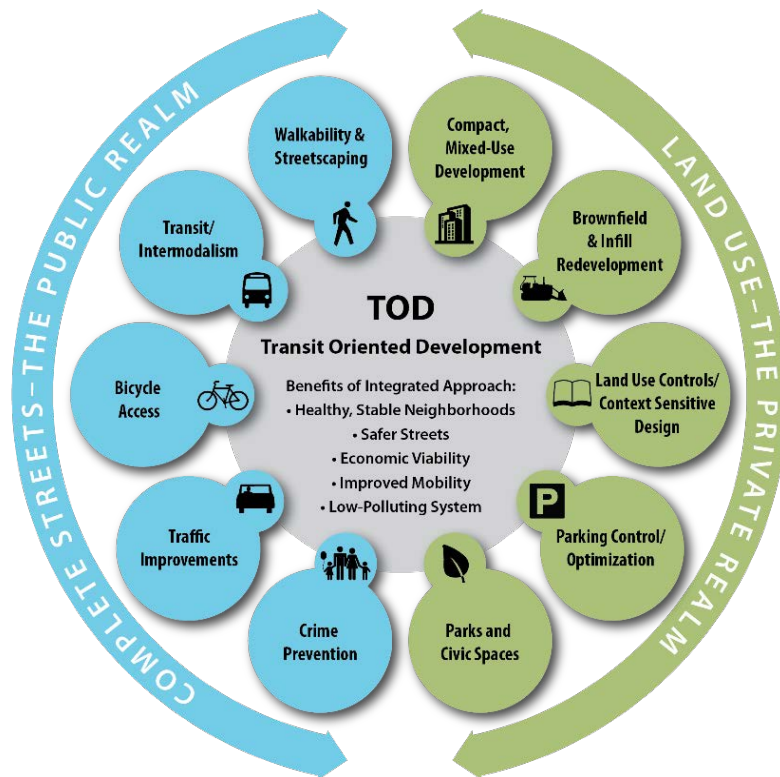 COMPLETE STREETS–THE PUBLIC REALM
LAND USE–THE PRIVATE REALM
Walkability &
Streetscaping
Compact,
Mixed-Use
Development
Transit/
Intermodalism
Brownfield
& Infill
Redevelopment
TOD
Transit Oriented Development
Benefits of Integrated Approach:
• Healthy, Stable Neighborhoods
• Safer Streets
• Economic Viability
• Improved Mobility
• Low-Polluting System
Bicycle
Access
Land Use Controls/
Context Sensitive
Design
Traffic
Improvements
P
Parking Control/
Optimization
Crime
Prevention
Parks and
Civic Spaces